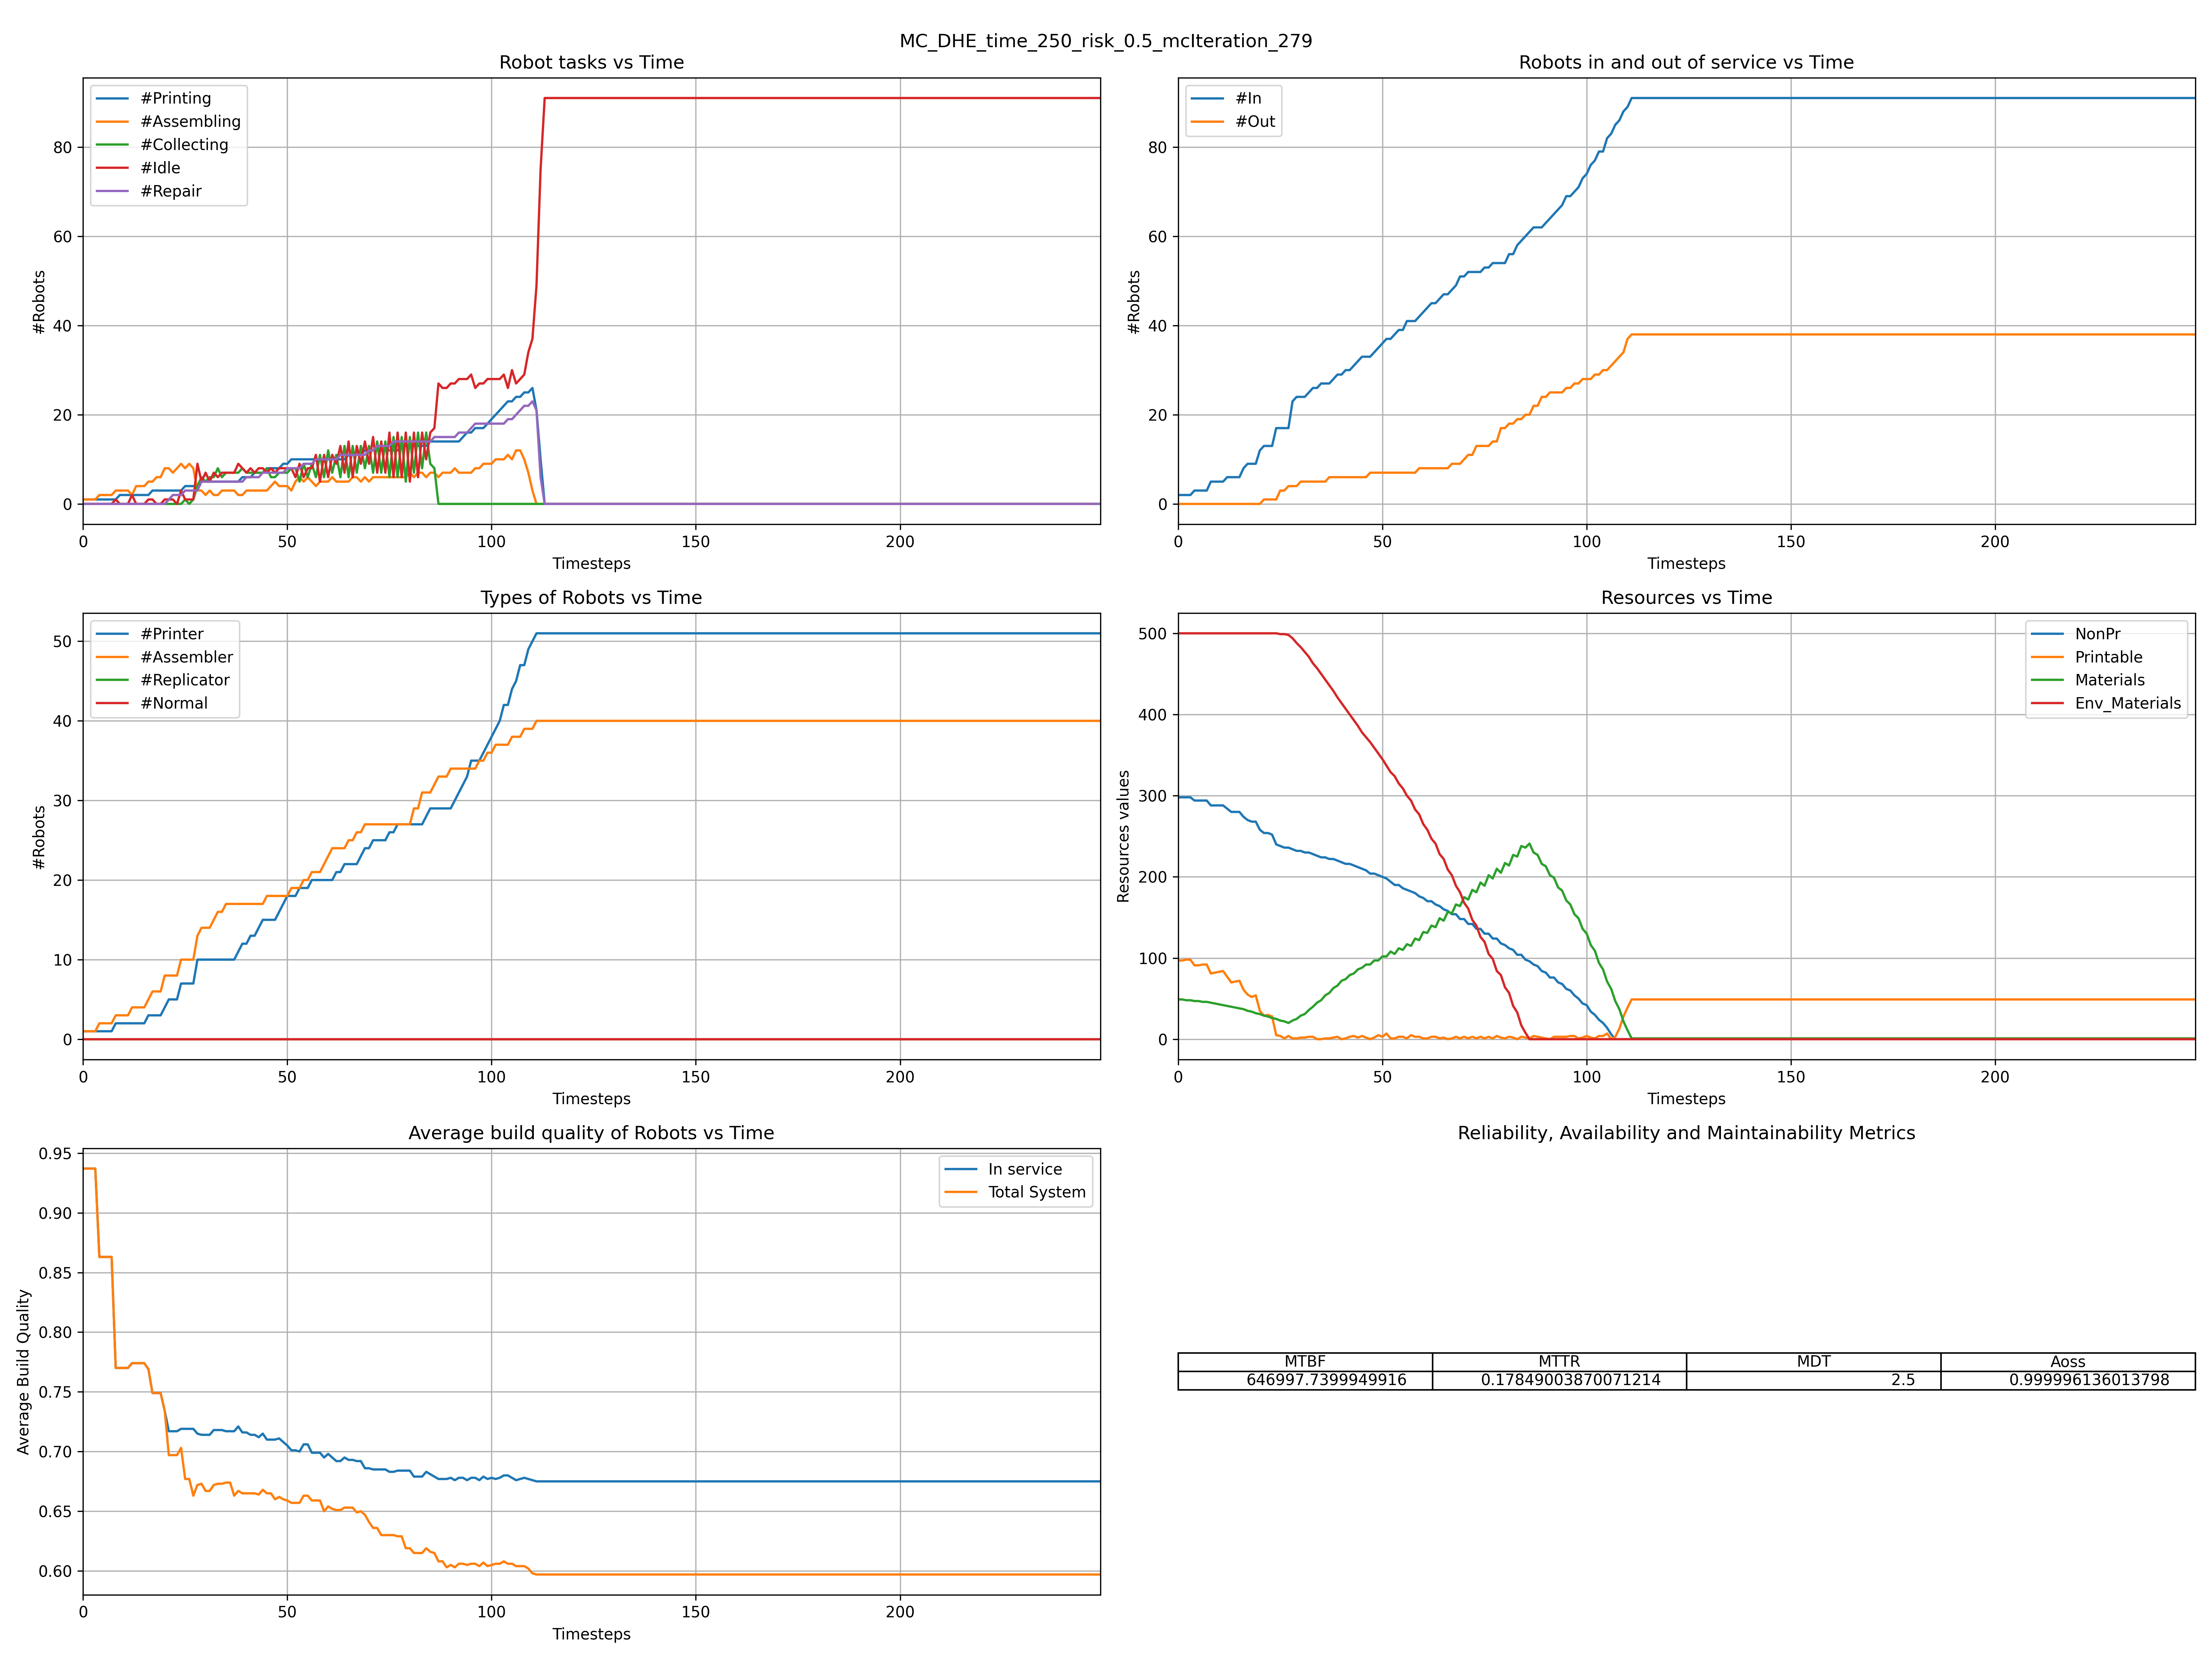 MC_DHE_time_250_risk_0.5_mcIteration_279
Robot tasks vs Time
#Printing
#Assembling
#Collecting
#Idle
#Repair
#Robots
80
60
40
20
0
0 50 100 150 200
Timesteps
Robots in and out of service vs Time
#In
#Out
#Robots
80
60
40
20
0
0 50 100 150 200
Timesteps
Types of Robots vs Time
#Printer
#Assembler
#Replicator
#Normal
#Robots
50
40
30
20
10
0
0 50 100 150 200
Timesteps
Resources vs Time
NonPr
Printable
Materials
Env_Materials
Resources values
500
400
300
200
100
0
0 50 100 150 200
Timesteps
Average build quality of Robots vs Time
In service
Total System
Average Build Quality
0.95
0.90
0.85
0.80
0.75
0.70
0.65
0.60
0 50 100 150 200
Timesteps
Reliability, Availability and Maintainability Metrics
MTBF MTTR MDT Aoss
646997.7399949916 0.17849003870071214 2.5 0.999996136013798